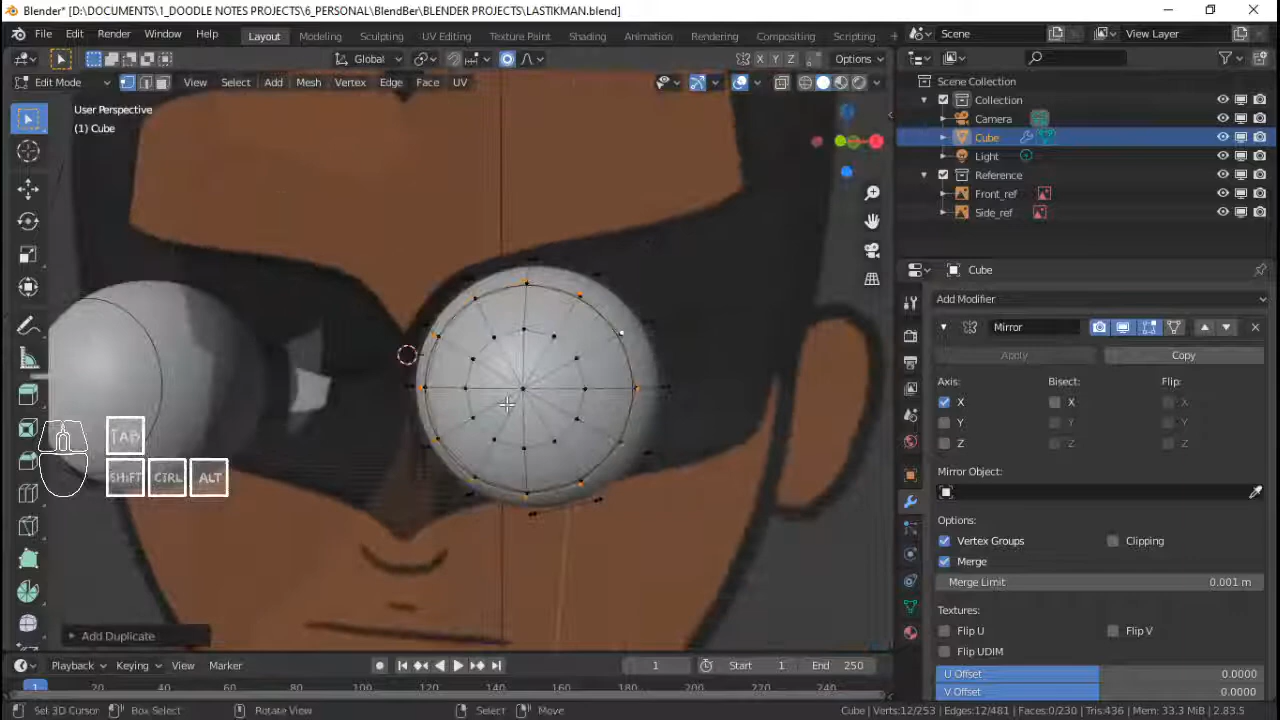 Blender* [D:\DOCUMENTS\1_DOODLE NOTES PROJECTS\6_PERSONAL\BlendBer\BLENDER PROJECTS\LASTIKMAN.blend]
File Edit Render Window Help Layout Modeling Sculpting UV Editing Texture Paint Shading Animation Rendering Compositing Scripting Scene View Layer
Global X Y Z Options
Edit Mode View Select Add Mesh Vertex Edge Face UV
User Perspective
(1) Cube
Scene Collection
Collection
Camera
Cube
Light
Reference
Front_ref
Side_ref
Cube
Add Modifier
Mirror
Apply Copy
Axis: Bisect: Flip:
X X X
Y Y Y
Z Z Z
Mirror Object:
Options:
Vertex Groups Clipping
Merge
Merge Limit 0.001 m
Textures:
Flip U Flip V
Flip UDIM
U Offset 0.0000
V Offset 0.0000
TAB
SHIFT CTRL ALT
Add Duplicate
Playback Keying View Marker 1 Start 1 End 250
1 20 40 60 80 100 120 140 160 180 200 220 240
Set 3D Cursor Box Select Rotate View Select Move Cube | Verts:12/253 | Edges:12/481 | Faces:0/230 | Tris:436 | Mem: 33.3 MiB | 2.83.5